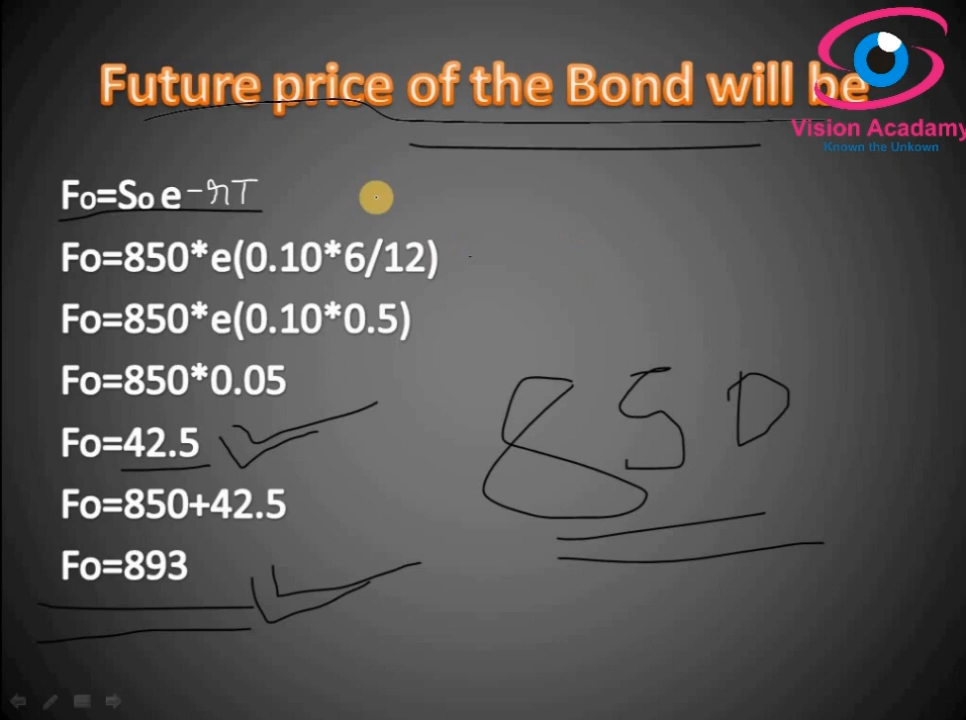 Future price of the Bond will be
Vision Acadamy
Known the Unkown
Fo=So e -rT
Fo=850*e(0.10*6/12)
Fo=850*e(0.10*0.5)
Fo=850*0.05
Fo=42.5
Fo=850+42.5
Fo=893
850